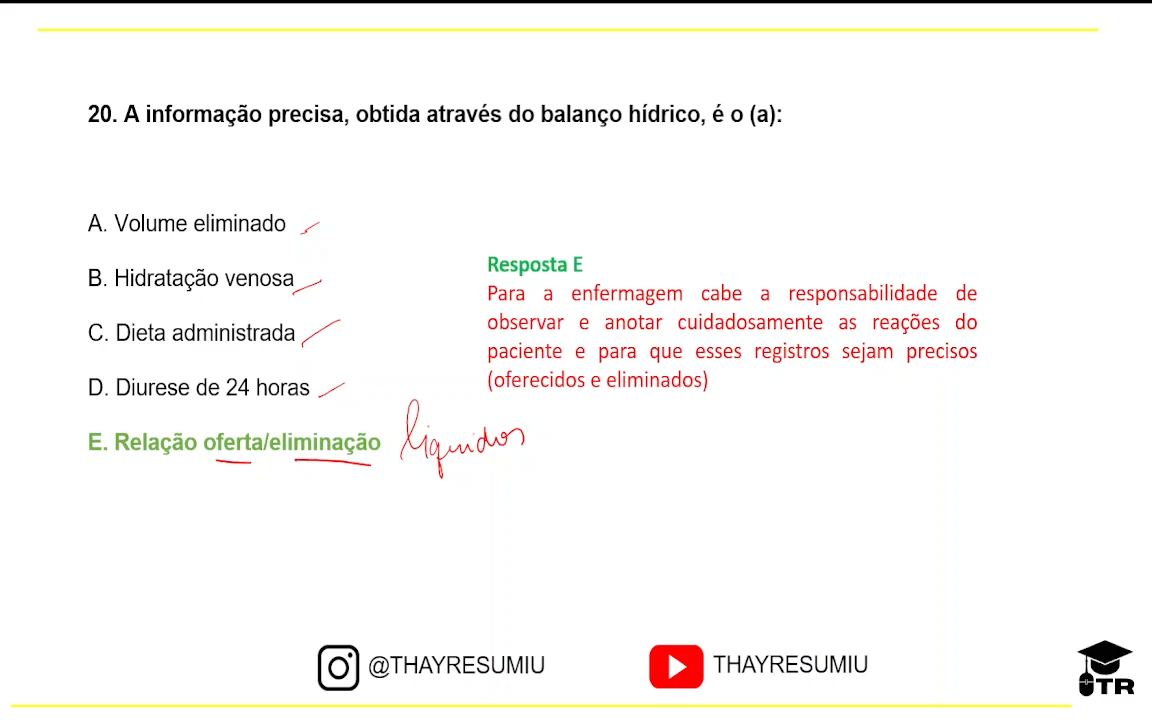 20. A informação precisa, obtida através do balanço hídrico, é o (a):
A. Volume eliminado
B. Hidratação venosa
C. Dieta administrada
D. Diurese de 24 horas
E. Relação oferta/eliminação
líquidos
Resposta E
Para a enfermagem cabe a responsabilidade de
observar e anotar cuidadosamente as reações do
paciente e para que esses registros sejam precisos
(oferecidos e eliminados)
@THAYRESUMIU
THAYRESUMIU
TR